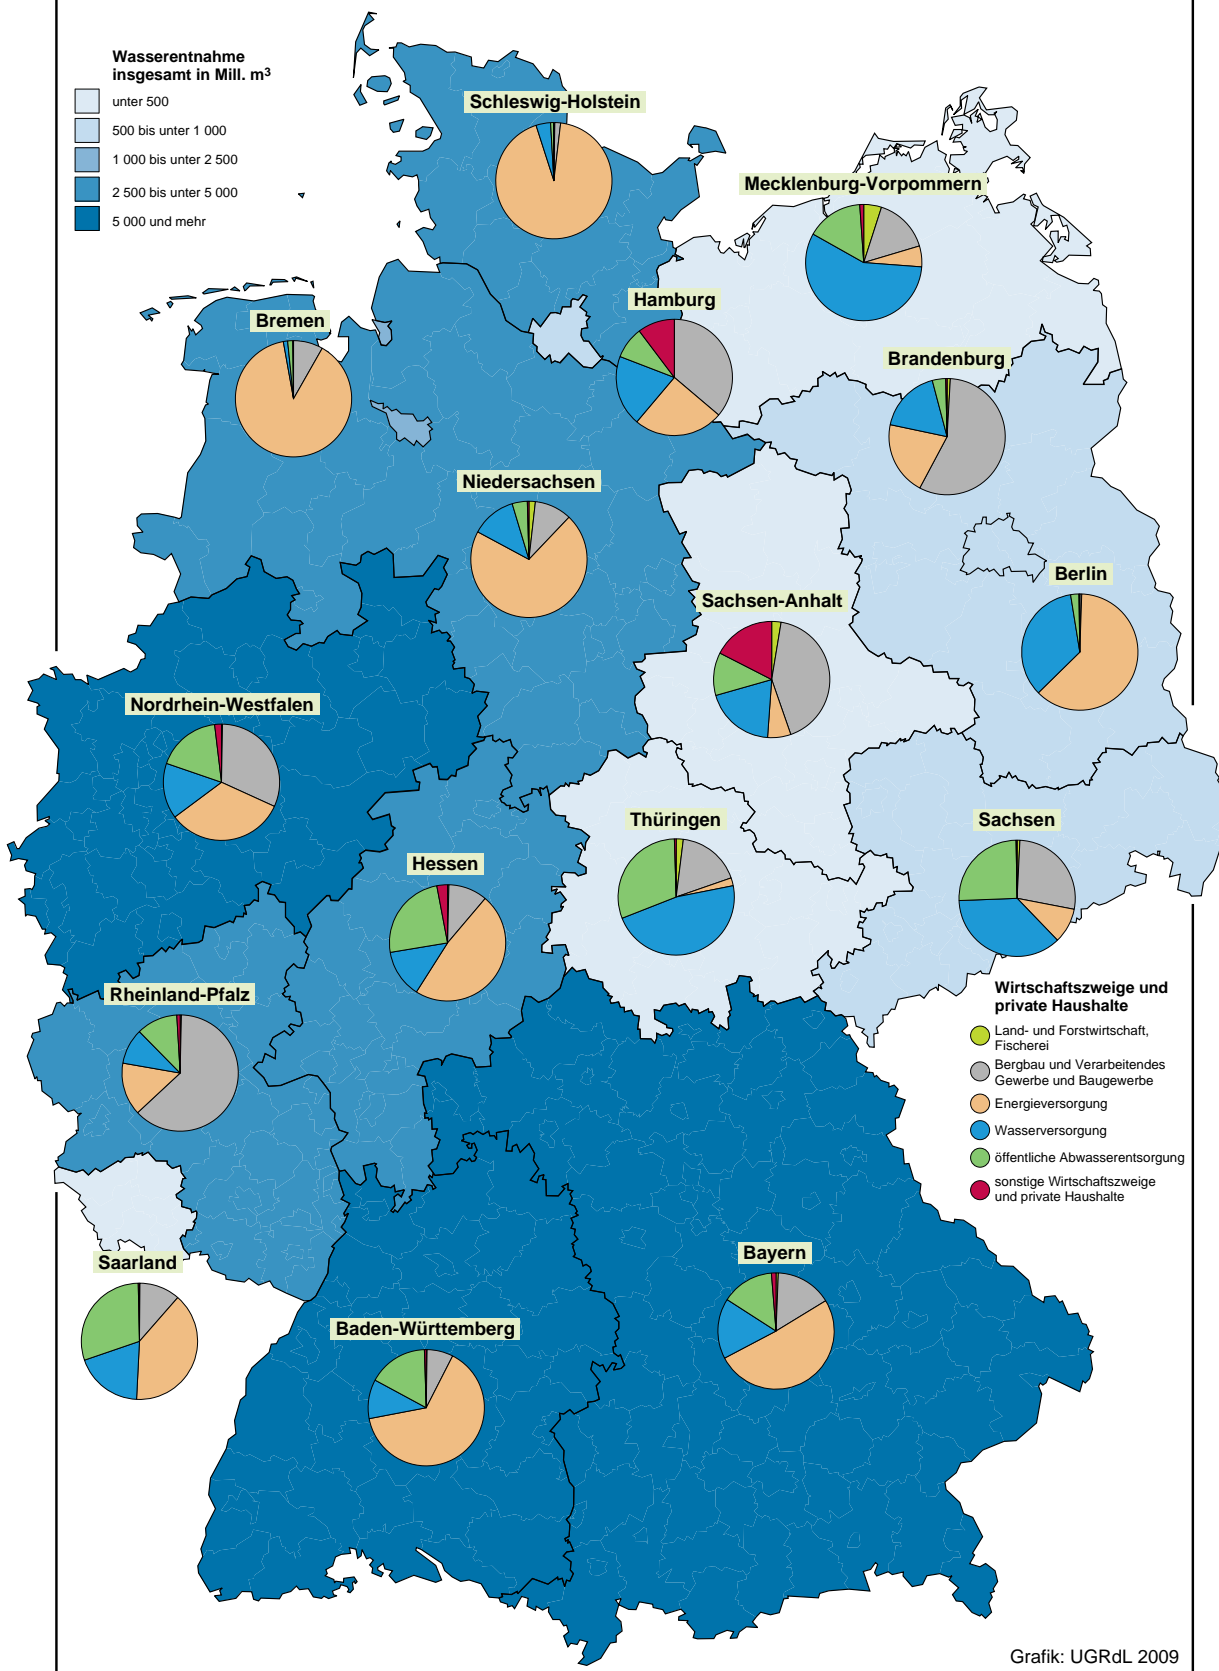 Wasserentnahme
insgesamt in Mill. m³
unter 500
500 bis unter 1 000
1 000 bis unter 2 500
2 500 bis unter 5 000
5 000 und mehr
Schleswig-Holstein
Mecklenburg-Vorpommern
Hamburg
Bremen
Brandenburg
Niedersachsen
Berlin
Sachsen-Anhalt
Nordrhein-Westfalen
Thüringen
Sachsen
Hessen
Rheinland-Pfalz
Wirtschaftszweige und
private Haushalte
Land- und Forstwirtschaft,
Fischerei
Bergbau und Verarbeitendes
Gewerbe und Baugewerbe
Energieversorgung
Wasserversorgung
öffentliche Abwasserentsorgung
sonstige Wirtschaftszweige
und private Haushalte
Saarland
Bayern
Baden-Württemberg
Grafik: UGRdL 2009